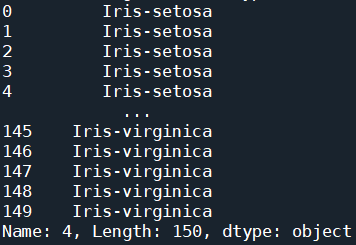 0 Iris-setosa
1 Iris-setosa
2 Iris-setosa
3 Iris-setosa
4 Iris-setosa
...
145 Iris-virginica
146 Iris-virginica
147 Iris-virginica
148 Iris-virginica
149 Iris-virginica
Name: 4, Length: 150, dtype: object